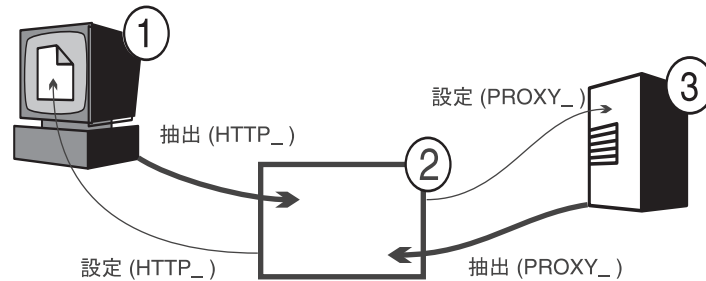 1
3
設定 (PROXY_ )
抽出 (HTTP_ )
2
設定 (HTTP_ )
抽出 (PROXY_ )